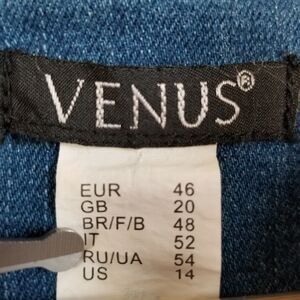 VENUS®
EUR 46
GB 20
BR/F/B 48
IT 52
RU/UA 54
US 14